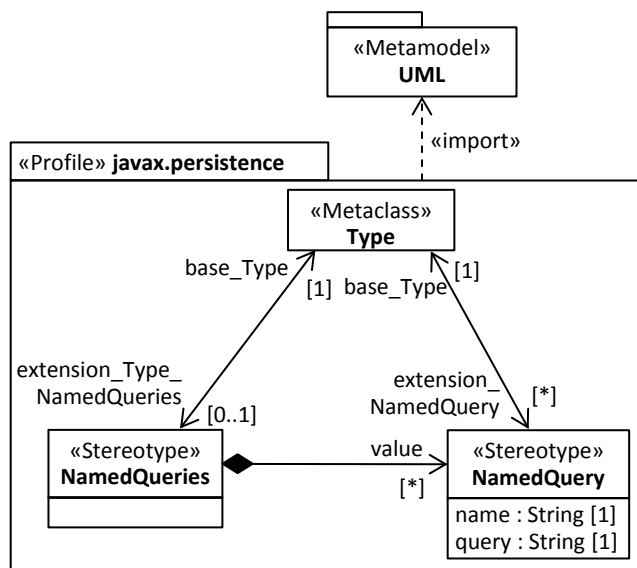 «Metamodel»
UML
«import»
«Profile» javax.persistence
«Metaclass»
Type
base_Type
[1]
[1]
base_Type
extension_Type_
NamedQueries
[0..1]
extension_
NamedQuery
[*]
«Stereotype»
NamedQueries
value
[*]
«Stereotype»
NamedQuery
name : String [1]
query : String [1]